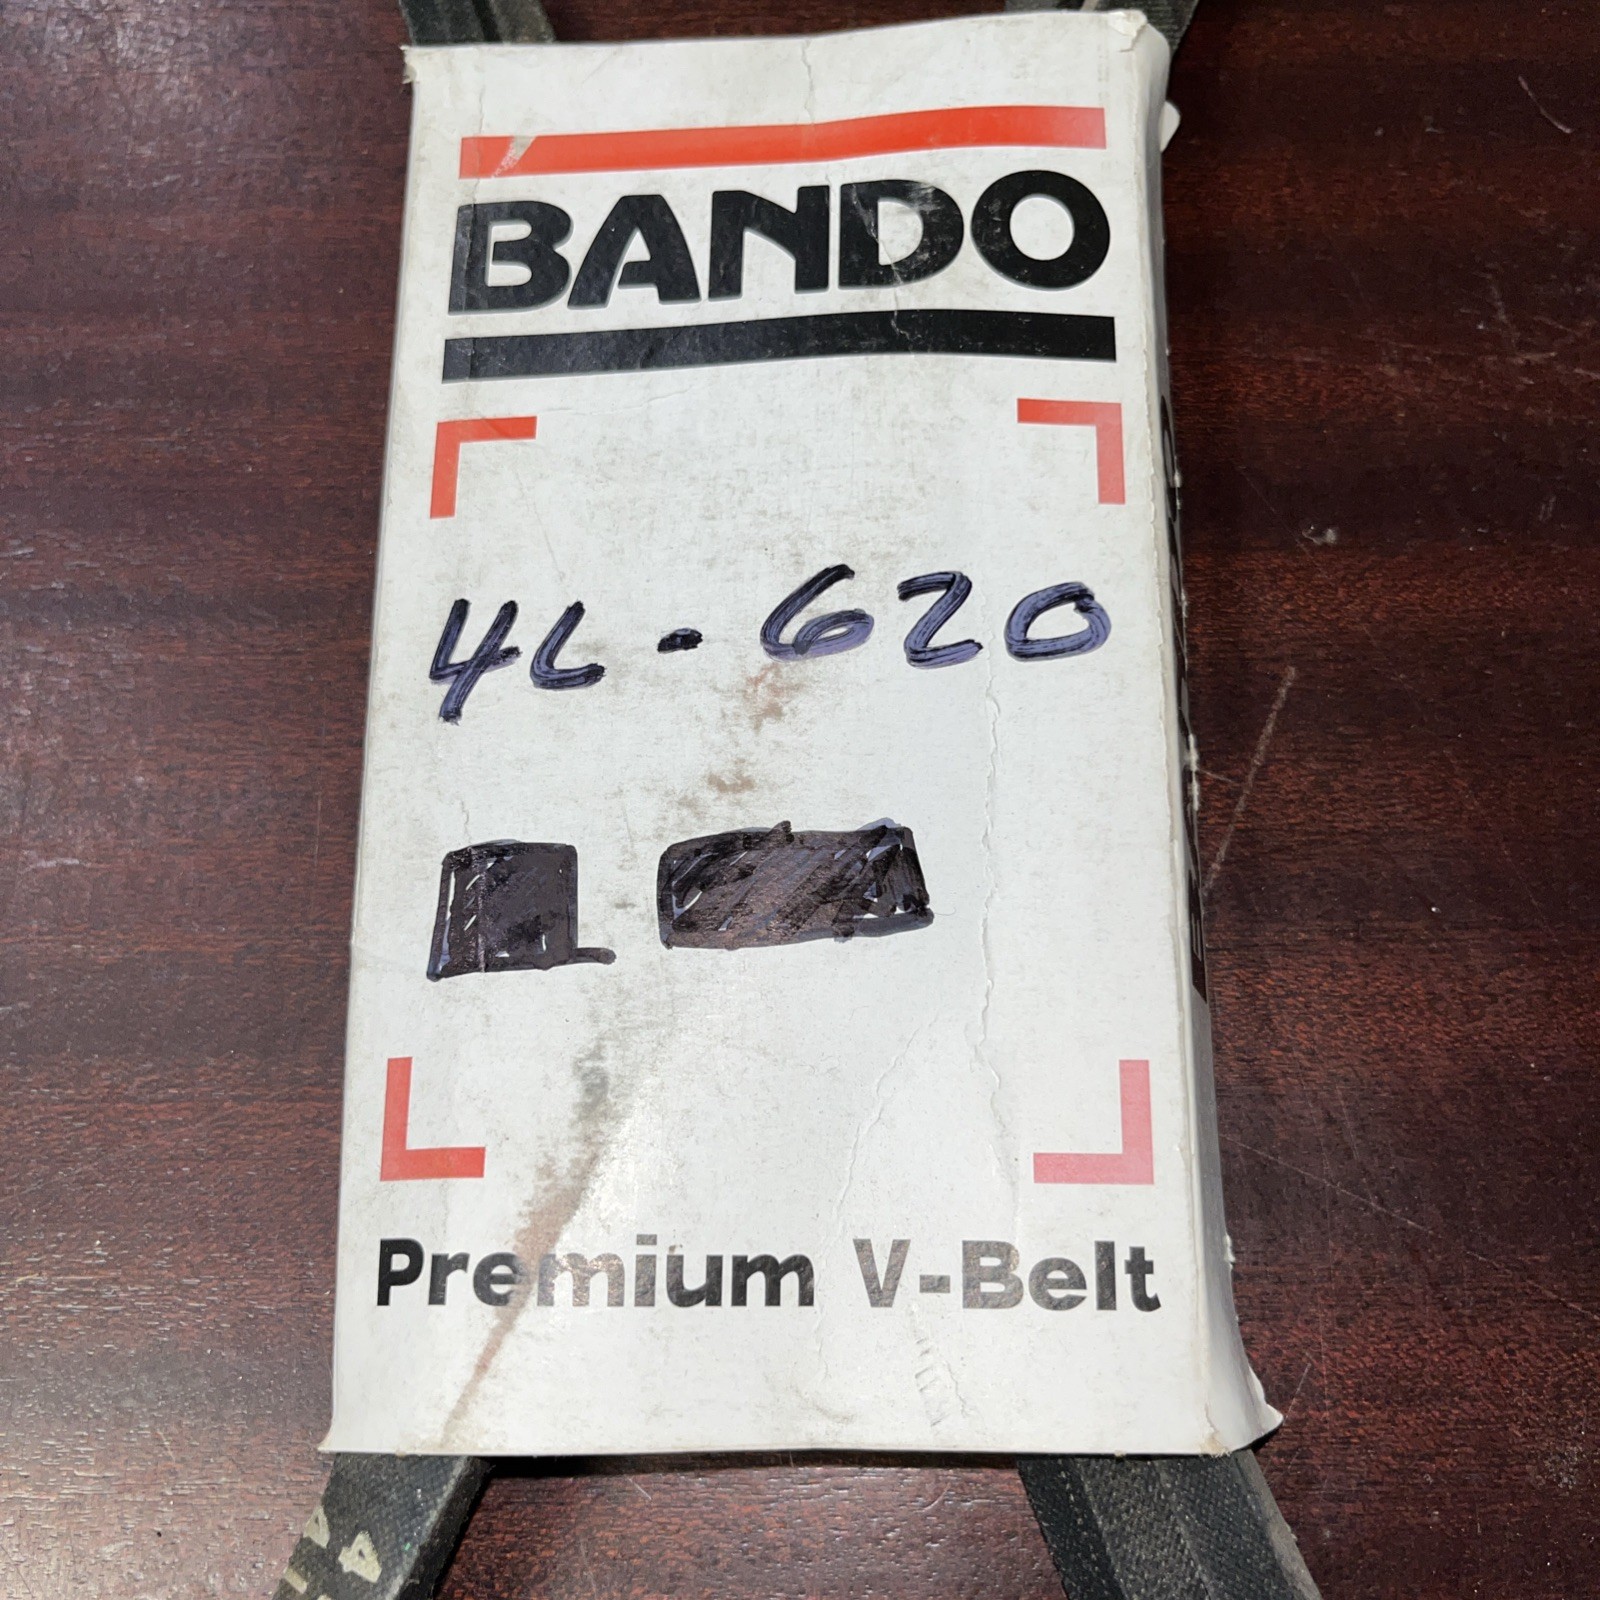 BANDO
4L-620
Premium V-Belt